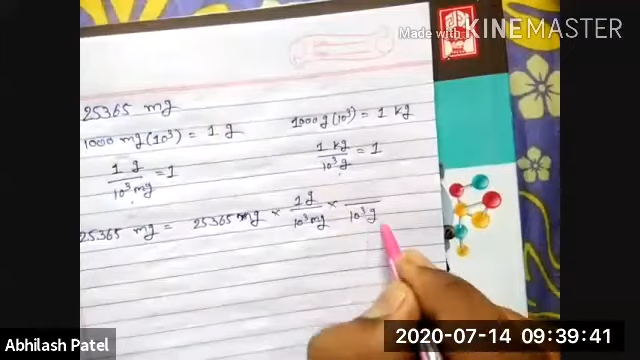 Made with KINEMASTER
25365 mg
1000 mg (10³) = 1 g
1000 g (10³) = 1 kg
1 g / 10³ mg = 1
1 kg / 10³ g = 1
25365 mg = 25365 mg × 1 g / 10³ mg × / 10³ g
Abhilash Patel
2020-07-14 09:39:41